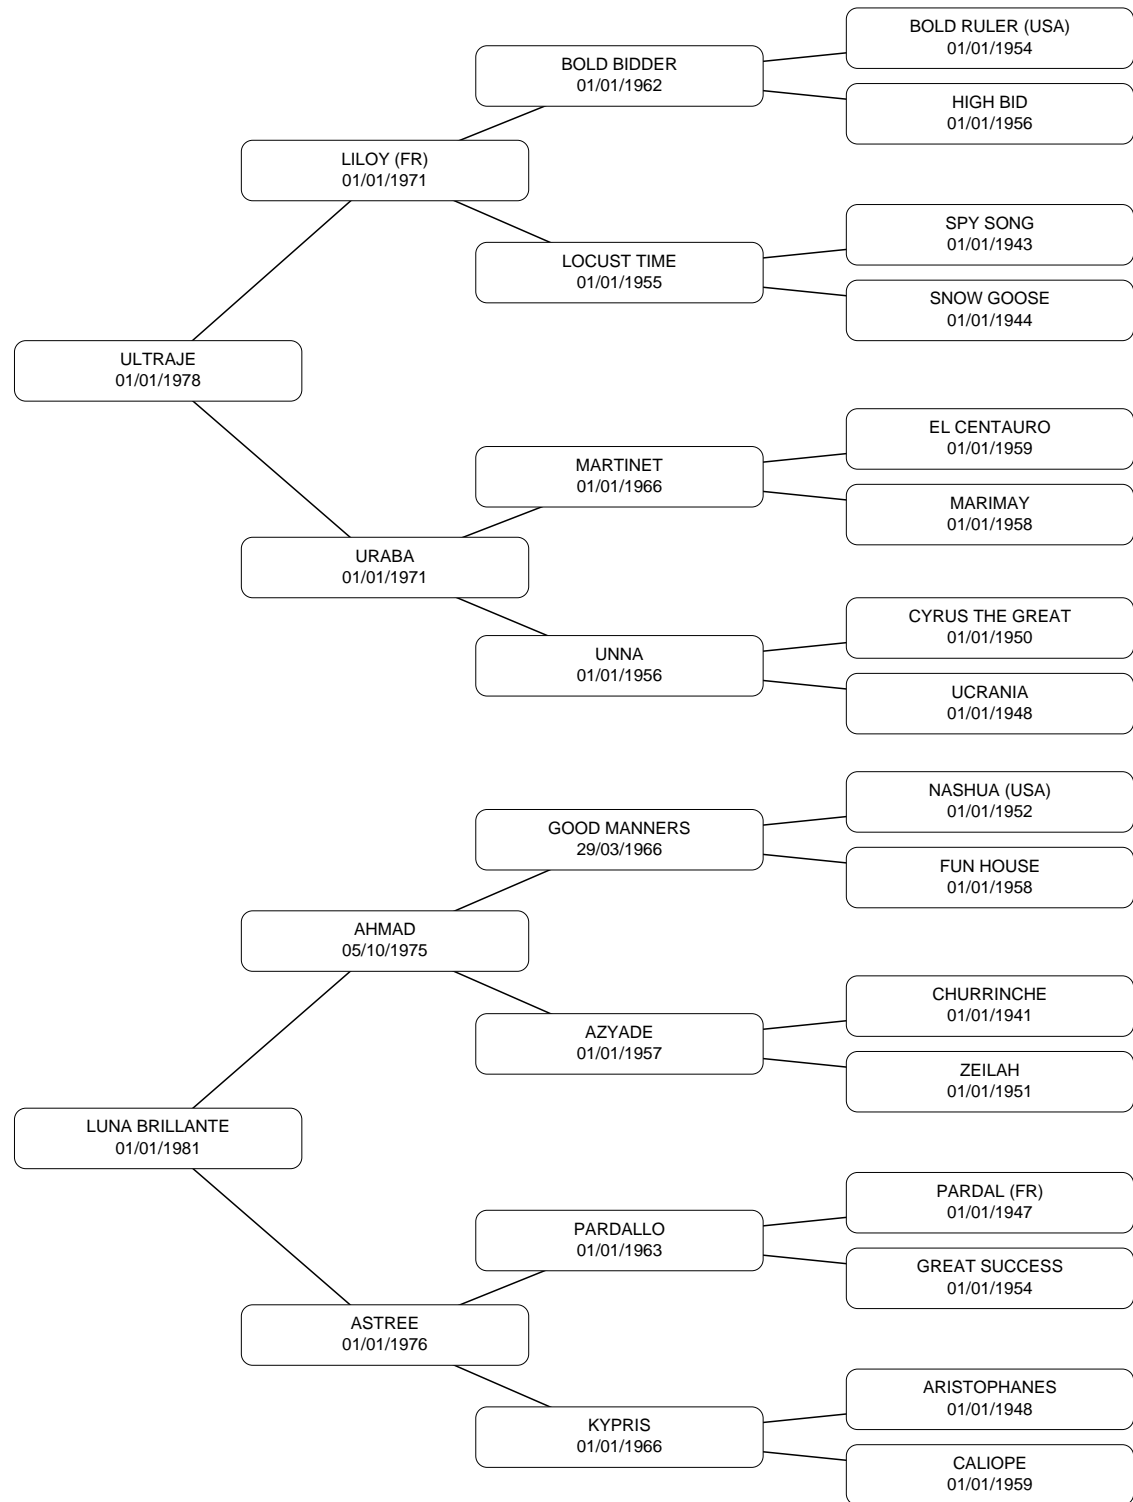 BOLD RULER (USA)
01/01/1954
BOLD BIDDER
01/01/1962
HIGH BID
01/01/1956
LILOY (FR)
01/01/1971
SPY SONG
01/01/1943
LOCUST TIME
01/01/1955
SNOW GOOSE
01/01/1944
ULTRAJE
01/01/1978
EL CENTAURO
01/01/1959
MARTINET
01/01/1966
MARIMAY
01/01/1958
URABA
01/01/1971
CYRUS THE GREAT
01/01/1950
UNNA
01/01/1956
UCRANIA
01/01/1948
NASHUA (USA)
01/01/1952
GOOD MANNERS
29/03/1966
FUN HOUSE
01/01/1958
AHMAD
05/10/1975
CHURRINCHE
01/01/1941
AZYADE
01/01/1957
ZEILAH
01/01/1951
LUNA BRILLANTE
01/01/1981
PARDAL (FR)
01/01/1947
PARDALLO
01/01/1963
GREAT SUCCESS
01/01/1954
ASTREE
01/01/1976
ARISTOPHANES
01/01/1948
KYPRIS
01/01/1966
CALIOPE
01/01/1959